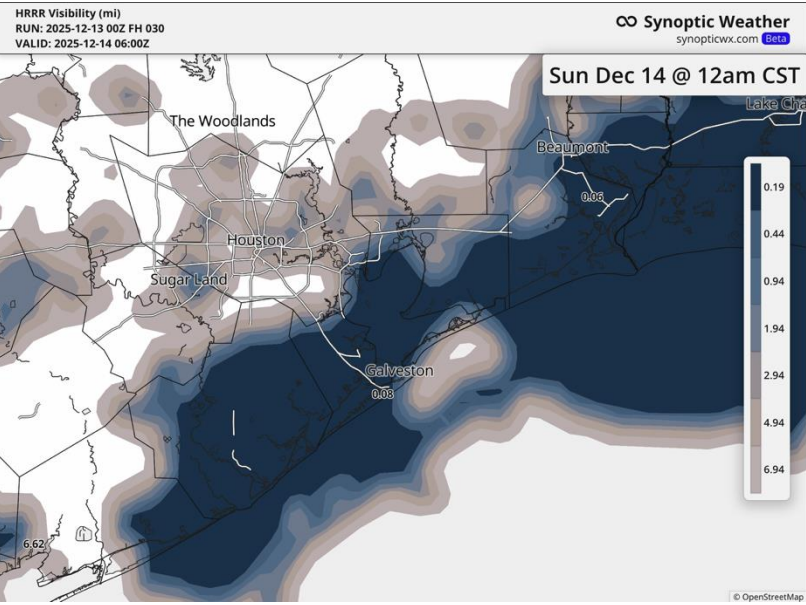 HRRR Visibility (mi)
RUN: 2025-12-13 00Z FH 030
VALID: 2025-12-14 06:00Z
Synoptic Weather
synopticwx.com Beta
Sun Dec 14 @ 12am CST
Lake Cha
The Woodlands
Beaumont
0.06
Houston
Sugar Land
Galveston
0.08
6.62
0.19
0.44
0.94
1.94
2.94
4.94
6.94
© OpenStreetMap